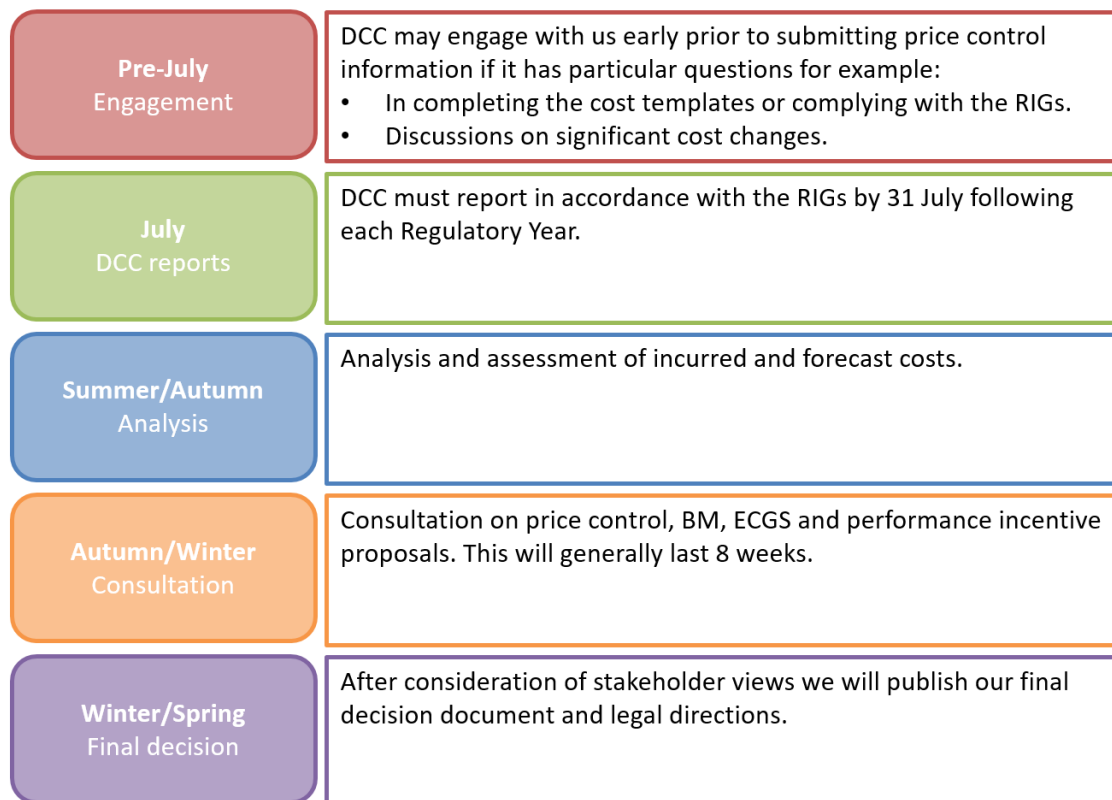 Pre-July
Engagement
DCC may engage with us early prior to submitting price control
information if it has particular questions for example:
• In completing the cost templates or complying with the RIGs.
• Discussions on significant cost changes.
July
DCC reports
DCC must report in accordance with the RIGs by 31 July following
each Regulatory Year.
Summer/Autumn
Analysis
Analysis and assessment of incurred and forecast costs.
Autumn/Winter
Consultation
Consultation on price control, BM, ECGS and performance incentive
proposals. This will generally last 8 weeks.
Winter/Spring
Final decision
After consideration of stakeholder views we will publish our final
decision document and legal directions.